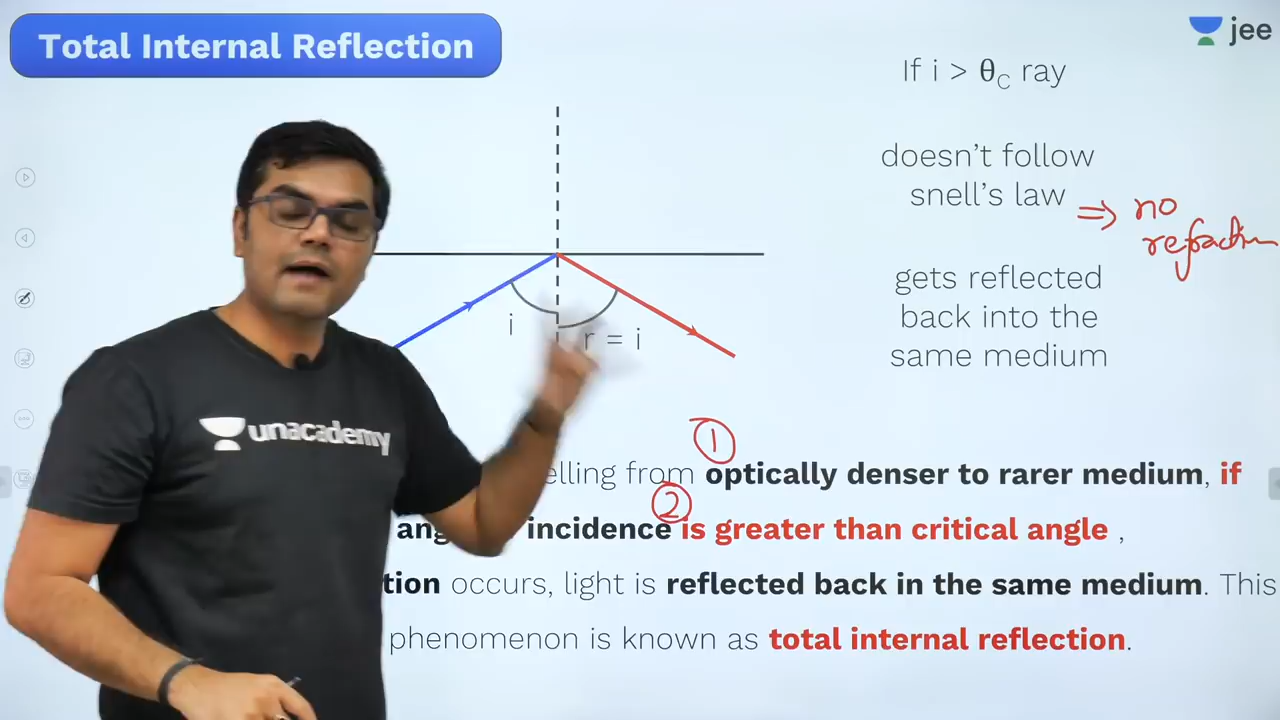 Total Internal Reflection
jee
If i > θC ray
doesn't follow
snell's law ⇒ no
refraction
gets reflected
back into the
same medium
i
r = i
unacademy
①
elling from optically denser to rarer medium, if
②
ang incidence is greater than critical angle ,
tion occurs, light is reflected back in the same medium. This
phenomenon is known as total internal reflection.